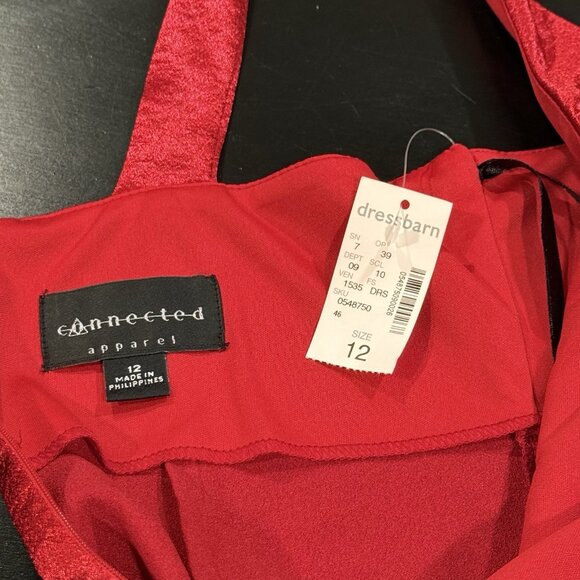 connected
apparel
12
MADE IN
PHILIPPINES
dressbarn
SN OP#
7 39
DEPT SCL
09 10
VEN FS
1535 DRS
SKU
0548750
46
SIZE
12